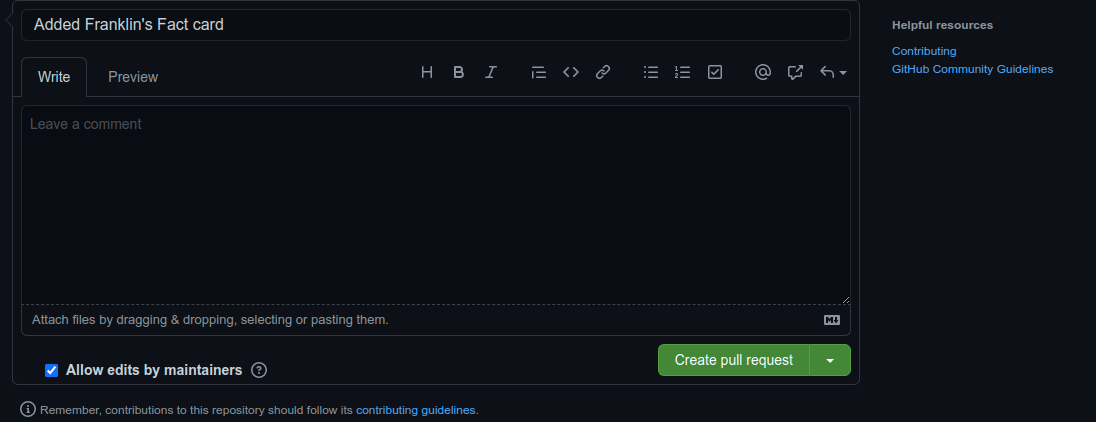 Added Franklin's Fact card
Helpful resources
Contributing
GitHub Community Guidelines
Write Preview
Leave a comment
Attach files by dragging & dropping, selecting or pasting them.
Allow edits by maintainers
Create pull request
Remember, contributions to this repository should follow its contributing guidelines.